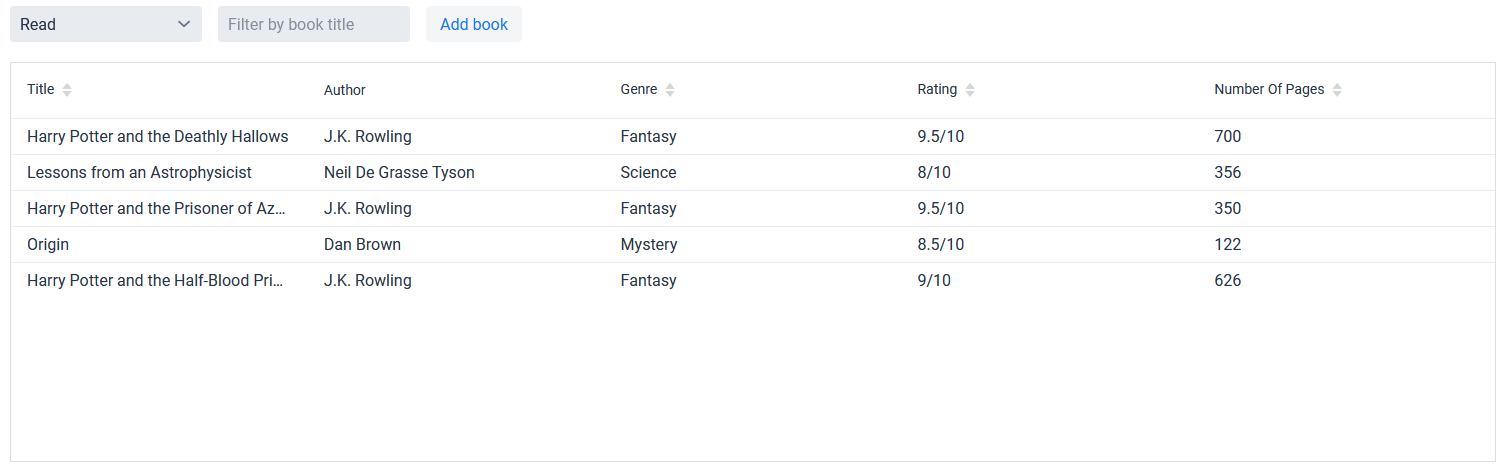 Read Filter by book title Add book
Title Author Genre Rating Number Of Pages
Harry Potter and the Deathly Hallows J.K. Rowling Fantasy 9.5/10 700
Lessons from an Astrophysicist Neil De Grasse Tyson Science 8/10 356
Harry Potter and the Prisoner of Az... J.K. Rowling Fantasy 9.5/10 350
Origin Dan Brown Mystery 8.5/10 122
Harry Potter and the Half-Blood Pri... J.K. Rowling Fantasy 9/10 626